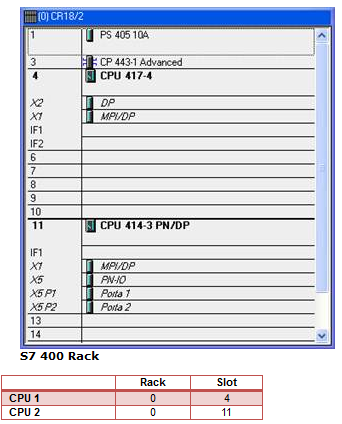 (0) CR18/2
1 PS 405 10A
3 CP 443-1 Advanced
4 CPU 417-4
X2 DP
X1 MPI/DP
IF1
IF2
6
7
8
9
10
11 CPU 414-3 PN/DP
IF1
X1 MPI/DP
X5 PN-IO
X5 P1 Porta 1
X5 P2 Porta 2
13
14
S7 400 Rack
Rack Slot
CPU 1 0 4
CPU 2 0 11